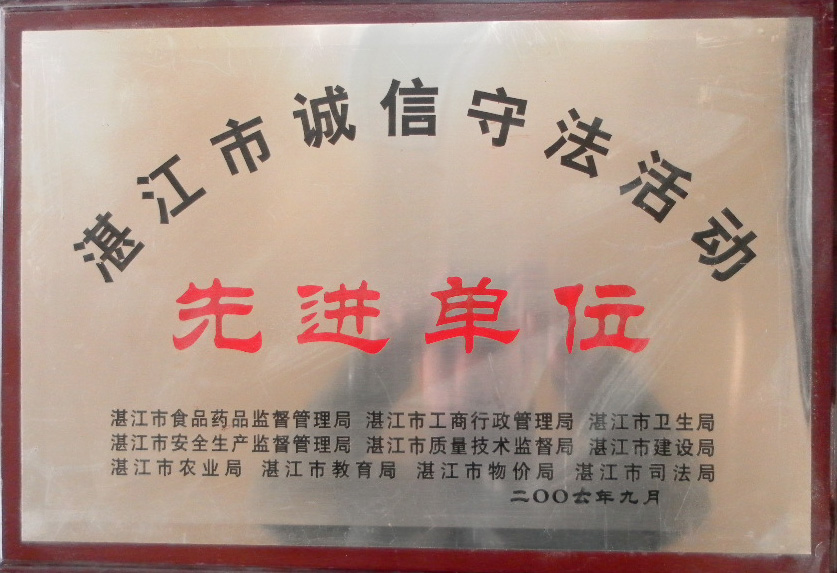 湛江市诚信守法活动
先进单位
湛江市食品药品监督管理局 湛江市工商行政管理局 湛江市卫生局
湛江市安全生产监督管理局 湛江市质量技术监督局 湛江市建设局
湛江市农业局 湛江市教育局 湛江市物价局 湛江市司法局
二〇〇六年九月